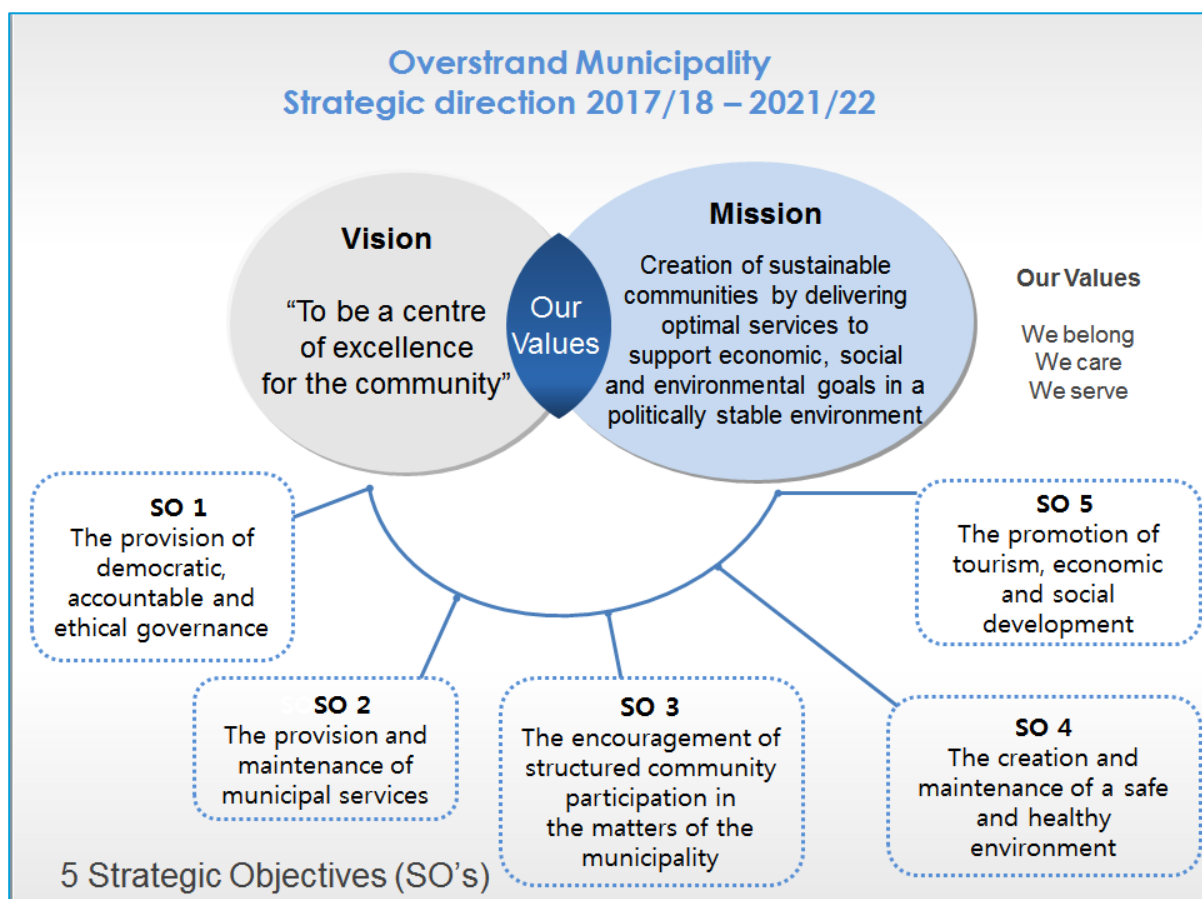 Overstrand Municipality
Strategic direction 2017/18 – 2021/22
Vision
“To be a centre
of excellence
for the community”
Our
Values
Mission
Creation of sustainable
communities by delivering
optimal services to
support economic, social
and environmental goals in a
politically stable environment
Our Values
We belong
We care
We serve
SO 1
The provision of
democratic,
accountable and
ethical governance
SO 2
The provision and
maintenance of
municipal services
SO 3
The encouragement of
structured community
participation in
the matters of the
municipality
SO 4
The creation and
maintenance of a safe
and healthy
environment
SO 5
The promotion of
tourism, economic
and social
development
5 Strategic Objectives (SO’s)